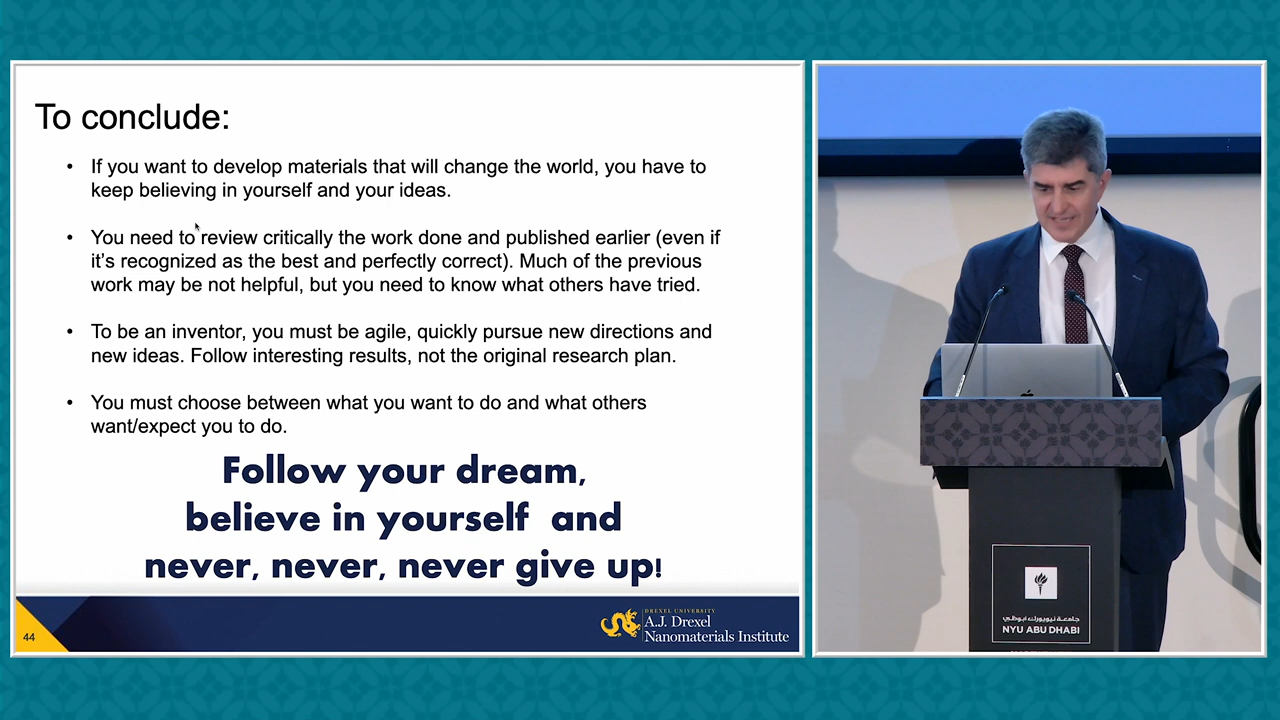 To conclude:
• If you want to develop materials that will change the world, you have to
keep believing in yourself and your ideas.
• You need to review critically the work done and published earlier (even if
it’s recognized as the best and perfectly correct). Much of the previous
work may be not helpful, but you need to know what others have tried.
• To be an inventor, you must be agile, quickly pursue new directions and
new ideas. Follow interesting results, not the original research plan.
• You must choose between what you want to do and what others
want/expect you to do.
Follow your dream,
believe in yourself and
never, never, never give up!
44
DREXEL UNIVERSITY
A.J. Drexel
Nanomaterials Institute
جامعة نيويورك أبوظبي
NYU ABU DHABI